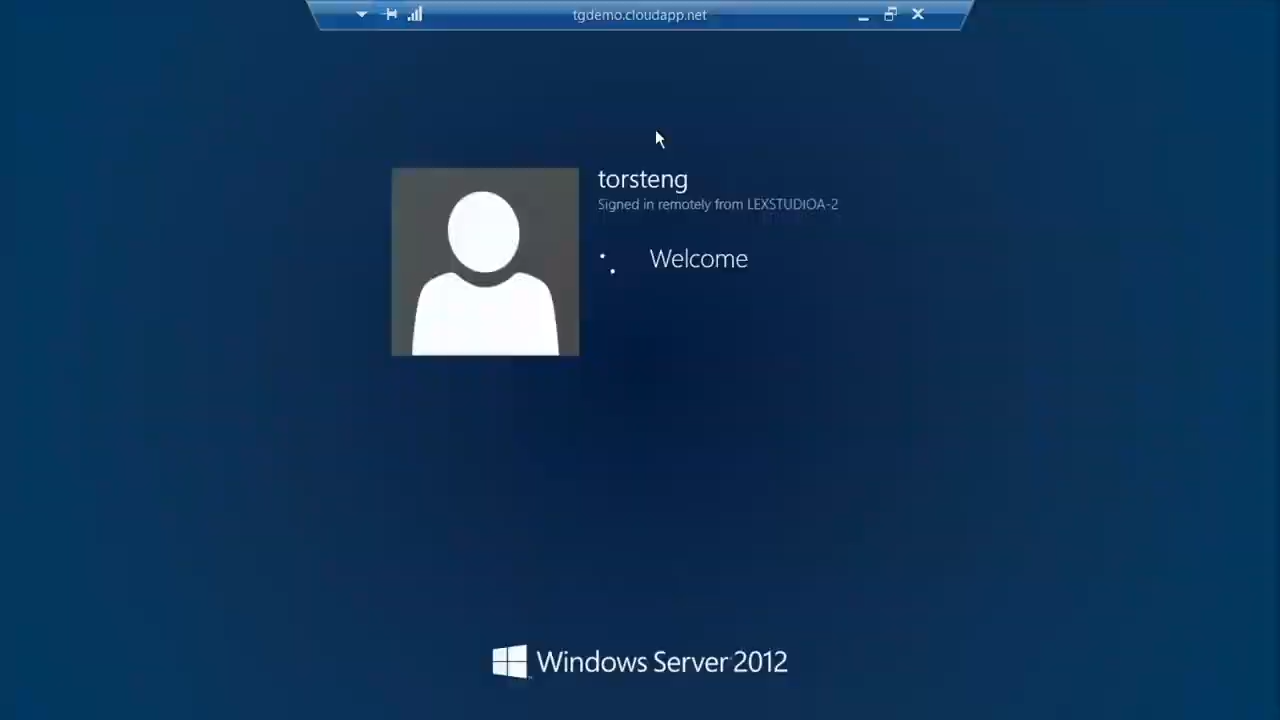 tgdemo.cloudapp.net
torsteng
Signed in remotely from LEXSTUDIOA-2
Welcome
Windows Server 2012